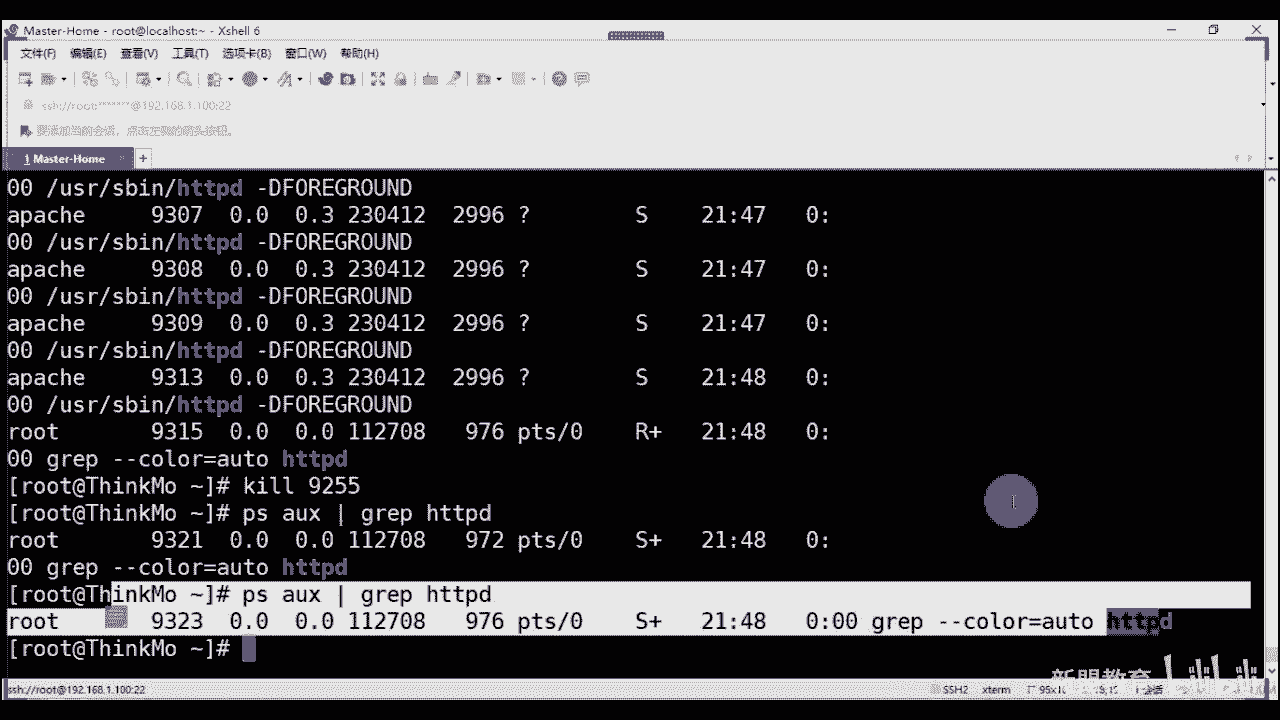 Master-Home - root@localhost:~ - Xshell 6
文件(F) 编辑(E) 查看(V) 工具(T) 选项卡(B) 窗口(W) 帮助(H)
ssh://root:******@192.168.1.100:22
要添加当前会话，点击左侧的箭头按钮。
1 Master-Home × +
00 /usr/sbin/httpd -DFOREGROUND
apache 9307 0.0 0.3 230412 2996 ? S 21:47 0:
00 /usr/sbin/httpd -DFOREGROUND
apache 9308 0.0 0.3 230412 2996 ? S 21:47 0:
00 /usr/sbin/httpd -DFOREGROUND
apache 9309 0.0 0.3 230412 2996 ? S 21:47 0:
00 /usr/sbin/httpd -DFOREGROUND
apache 9313 0.0 0.3 230412 2996 ? S 21:48 0:
00 /usr/sbin/httpd -DFOREGROUND
root 9315 0.0 0.0 112708 976 pts/0 R+ 21:48 0:
00 grep --color=auto httpd
[root@ThinkMo ~]# kill 9255
[root@ThinkMo ~]# ps aux | grep httpd
root 9321 0.0 0.0 112708 972 pts/0 S+ 21:48 0:
00 grep --color=auto httpd
[root@ThinkMo ~]# ps aux | grep httpd
root 9323 0.0 0.0 112708 976 pts/0 S+ 21:48 0:00 grep --color=auto httpd
[root@ThinkMo ~]#
新盟教育 bilibili
ssh://root@192.168.1.100:22 SSH2 xterm